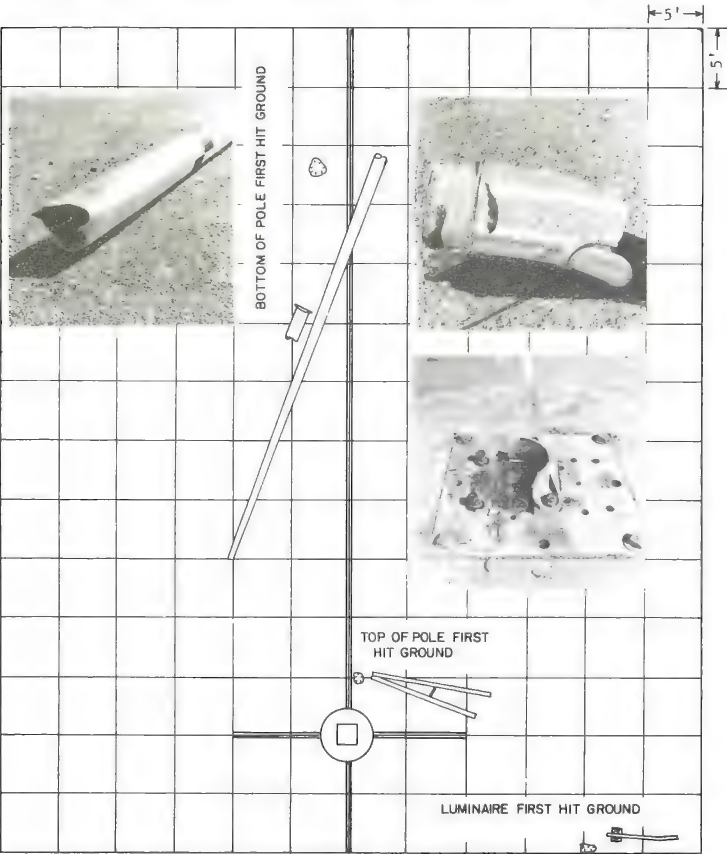 5'
5'
BOTTOM OF POLE FIRST HIT GROUND
TOP OF POLE FIRST
HIT GROUND
LUMINAIRE FIRST HIT GROUND